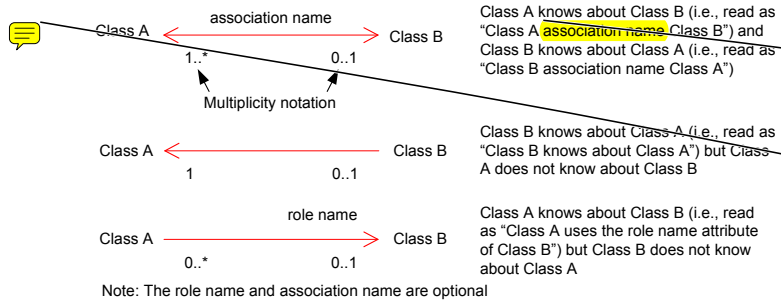 association name
Class A
Class B
1..*
0..1
Multiplicity notation
Class A knows about Class B (i.e., read as
“Class A association name Class B”) and
Class B knows about Class A (i.e., read as
“Class B association name Class A”)
Class A
Class B
1
0..1
Class B knows about Class A (i.e., read as
“Class B knows about Class A”) but Class
A does not know about Class B
role name
Class A
Class B
0..*
0..1
Class A knows about Class B (i.e., read
as “Class A uses the role name attribute
of Class B”) but Class B does not know
about Class A
Note: The role name and association name are optional